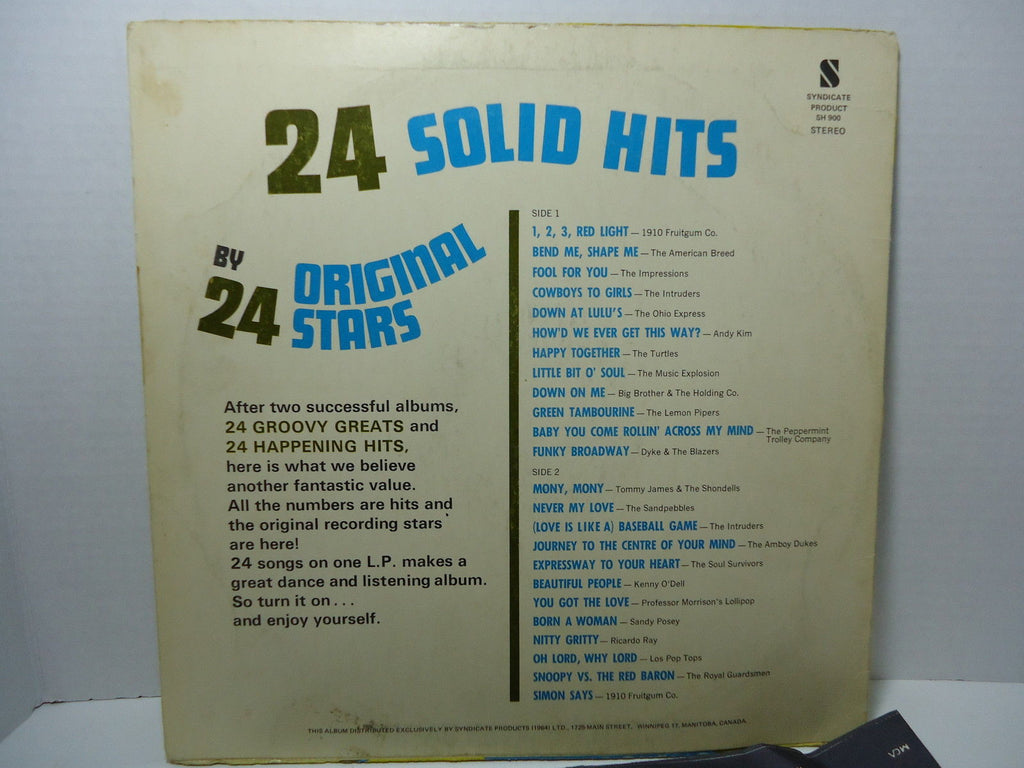 S
SYNDICATE
PRODUCT
SH 900
STEREO
24 SOLID HITS
BY
24 ORIGINAL
STARS
After two successful albums,
24 GROOVY GREATS and
24 HAPPENING HITS,
here is what we believe
another fantastic value.
All the numbers are hits and
the original recording stars
are here!
24 songs on one L.P. makes a
great dance and listening album.
So turn it on...
and enjoy yourself.
SIDE 1
1, 2, 3, RED LIGHT — 1910 Fruitgum Co.
BEND ME, SHAPE ME — The American Breed
FOOL FOR YOU — The Impressions
COWBOYS TO GIRLS — The Intruders
DOWN AT LULU'S — The Ohio Express
HOW'D WE EVER GET THIS WAY? — Andy Kim
HAPPY TOGETHER — The Turtles
LITTLE BIT O' SOUL — The Music Explosion
DOWN ON ME — Big Brother & The Holding Co.
GREEN TAMBOURINE — The Lemon Pipers
BABY YOU COME ROLLIN' ACROSS MY MIND — The Peppermint
Trolley Company
FUNKY BROADWAY — Dyke & The Blazers
SIDE 2
MONY, MONY — Tommy James & The Shondells
NEVER MY LOVE — The Sandpebbles
(LOVE IS LIKE A) BASEBALL GAME — The Intruders
JOURNEY TO THE CENTRE OF YOUR MIND — The Amboy Dukes
EXPRESSWAY TO YOUR HEART — The Soul Survivors
BEAUTIFUL PEOPLE — Kenny O'Dell
YOU GOT THE LOVE — Professor Morrison's Lollipop
BORN A WOMAN — Sandy Posey
NITTY GRITTY — Ricardo Ray
OH LORD, WHY LORD — Los Pop Tops
SNOOPY VS. THE RED BARON — The Royal Guardsmen
SIMON SAYS — 1910 Fruitgum Co.
THIS ALBUM DISTRIBUTED EXCLUSIVELY BY SYNDICATE PRODUCTS (1964) LTD., 1725 MAIN STREET, WINNIPEG 17, MANITOBA, CANADA
MCA